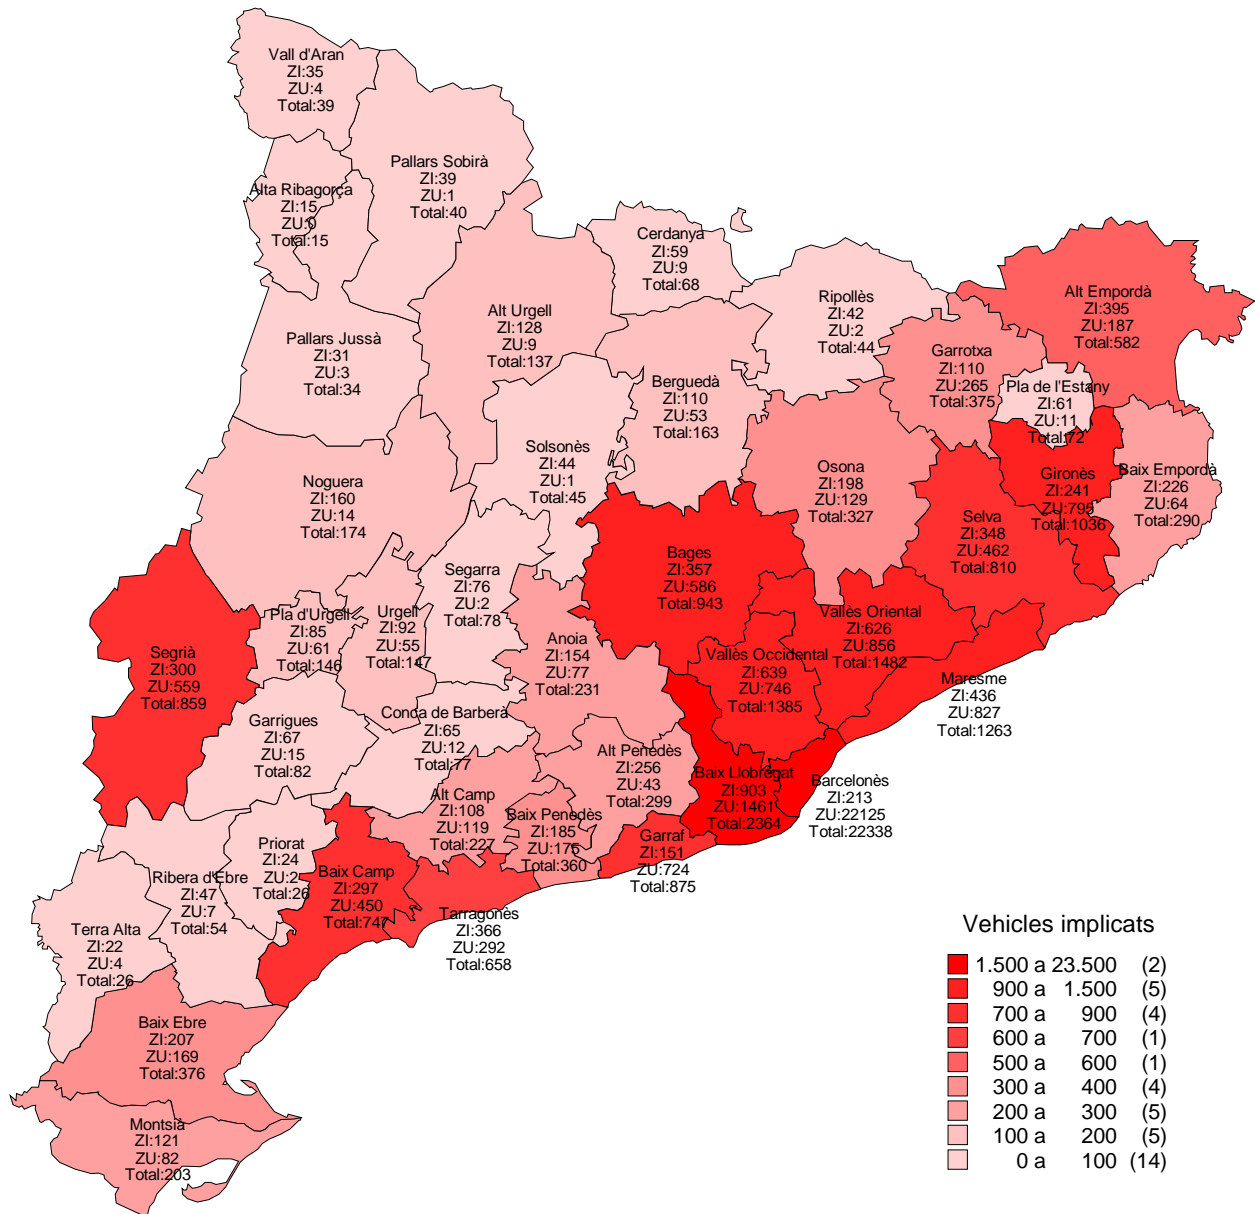 Vall d'Aran
ZI:35
ZU:4
Total:39
Pallars Sobirà
ZI:39
ZU:1
Total:40
Alta Ribagorça
ZI:15
ZU:0
Total:15
Cerdanya
ZI:59
ZU:9
Total:68
Ripollès
ZI:42
ZU:2
Total:44
Alt Empordà
ZI:395
ZU:187
Total:582
Alt Urgell
ZI:128
ZU:9
Total:137
Pallars Jussà
ZI:31
ZU:3
Total:34
Garrotxa
ZI:110
ZU:265
Total:375
Berguedà
ZI:110
ZU:53
Total:163
Pla de l'Estany
ZI:61
ZU:11
Total:72
Solsonès
ZI:44
ZU:1
Total:45
Osona
ZI:198
ZU:129
Total:327
Gironès
ZI:241
ZU:795
Total:1036
Baix Empordà
ZI:226
ZU:64
Total:290
Noguera
ZI:160
ZU:14
Total:174
Selva
ZI:348
ZU:462
Total:810
Bages
ZI:357
ZU:586
Total:943
Segarra
ZI:76
ZU:2
Total:78
Pla d'Urgell
ZI:85
ZU:61
Total:146
Urgell
ZI:92
ZU:55
Total:147
Vallès Oriental
ZI:626
ZU:856
Total:1482
Segrià
ZI:300
ZU:559
Total:859
Anoia
ZI:154
ZU:77
Total:231
Vallès Occidental
ZI:639
ZU:746
Total:1385
Maresme
ZI:436
ZU:827
Total:1263
Garrigues
ZI:67
ZU:15
Total:82
Conca de Barberà
ZI:65
ZU:12
Total:77
Alt Penedès
ZI:256
ZU:43
Total:299
Baix Llobregat
ZI:903
ZU:1461
Total:2364
Barcelonès
ZI:213
ZU:22125
Total:22338
Alt Camp
ZI:108
ZU:119
Total:227
Baix Penedès
ZI:185
ZU:175
Total:360
Garraf
ZI:151
ZU:724
Total:875
Priorat
ZI:24
ZU:2
Total:26
Baix Camp
ZI:297
ZU:450
Total:747
Ribera d'Ebre
ZI:47
ZU:7
Total:54
Tarragonès
ZI:366
ZU:292
Total:658
Terra Alta
ZI:22
ZU:4
Total:26
Baix Ebre
ZI:207
ZU:169
Total:376
Montsià
ZI:121
ZU:82
Total:203
Vehicles implicats
1.500 a 23.500 (2)
900 a 1.500 (5)
700 a 900 (4)
600 a 700 (1)
500 a 600 (1)
300 a 400 (4)
200 a 300 (5)
100 a 200 (5)
0 a 100 (14)